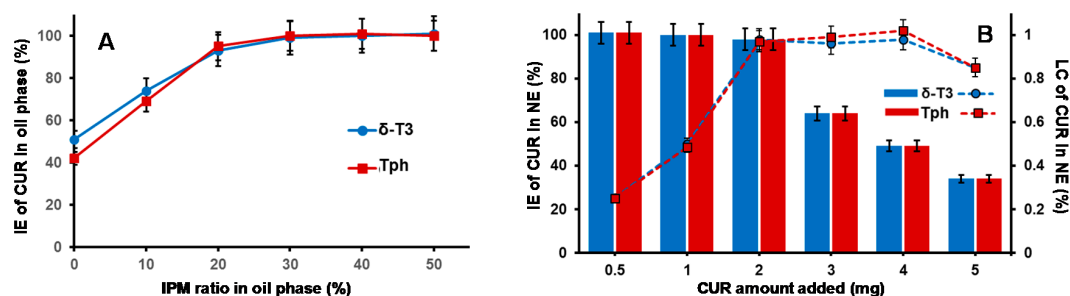 A
IE of CUR in oil phase (%)
100
80
60
40
20
0
0 10 20 30 40 50
IPM ratio in oil phase (%)
δ-T3
Tph
B
IE of CUR in NE (%)
100
80
60
40
20
0
0.5 1 2 3 4 5
CUR amount added (mg)
δ-T3
Tph
1
0.8
0.6
0.4
0.2
0
LC of CUR in NE (%)